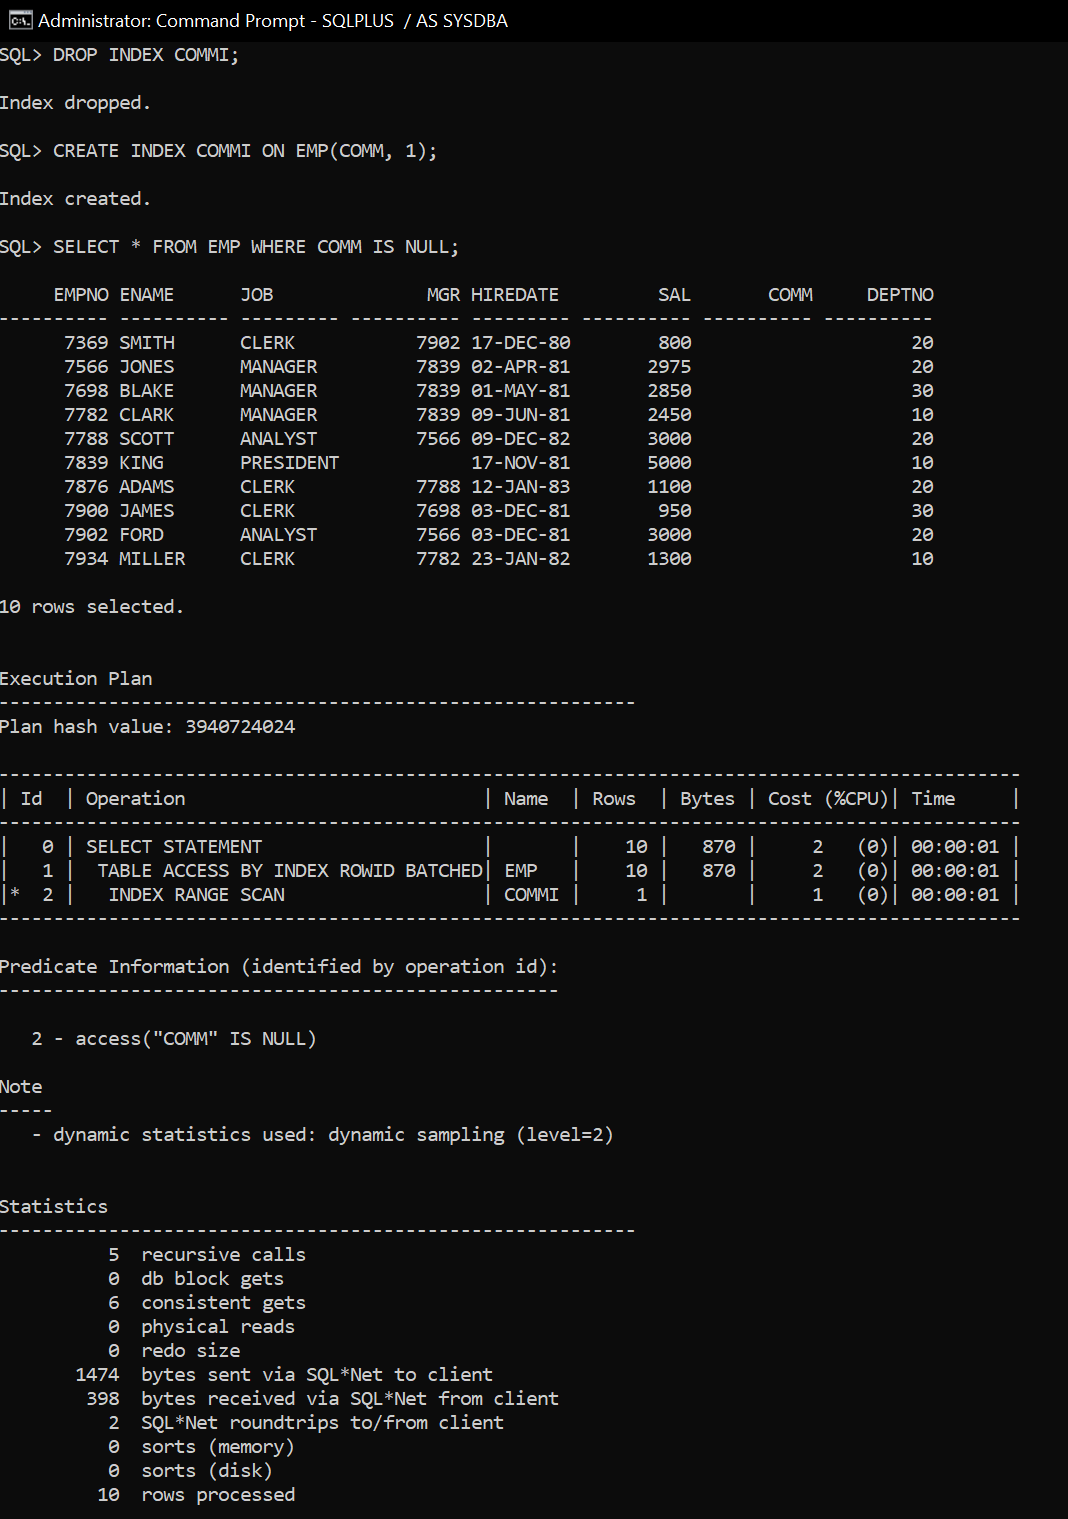 Administrator: Command Prompt - SQLPLUS / AS SYSDBA
SQL> DROP INDEX COMMI;
Index dropped.
SQL> CREATE INDEX COMMI ON EMP(COMM, 1);
Index created.
SQL> SELECT * FROM EMP WHERE COMM IS NULL;
     EMPNO ENAME      JOB              MGR HIREDATE         SAL       COMM     DEPTNO
---------- ---------- --------- ---------- --------- ---------- ---------- ----------
      7369 SMITH      CLERK           7902 17-DEC-80        800                    20
      7566 JONES      MANAGER         7839 02-APR-81       2975                    20
      7698 BLAKE      MANAGER         7839 01-MAY-81       2850                    30
      7782 CLARK      MANAGER         7839 09-JUN-81       2450                    10
      7788 SCOTT      ANALYST         7566 09-DEC-82       3000                    20
      7839 KING       PRESIDENT            17-NOV-81       5000                    10
      7876 ADAMS      CLERK           7788 12-JAN-83       1100                    20
      7900 JAMES      CLERK           7698 03-DEC-81        950                    30
      7902 FORD       ANALYST         7566 03-DEC-81       3000                    20
      7934 MILLER     CLERK           7782 23-JAN-82       1300                    10
10 rows selected.
Execution Plan
----------------------------------------------------------
Plan hash value: 3940724024
---------------------------------------------------------------------------------------------
| Id  | Operation                           | Name  | Rows  | Bytes | Cost (%CPU)| Time     |
---------------------------------------------------------------------------------------------
|   0 | SELECT STATEMENT                    |       |    10 |   870 |     2   (0)| 00:00:01 |
|   1 |  TABLE ACCESS BY INDEX ROWID BATCHED| EMP   |    10 |   870 |     2   (0)| 00:00:01 |
|*  2 |   INDEX RANGE SCAN                  | COMMI |     1 |       |     1   (0)| 00:00:01 |
---------------------------------------------------------------------------------------------
Predicate Information (identified by operation id):
---------------------------------------------------
   2 - access("COMM" IS NULL)
Note
-----
   - dynamic statistics used: dynamic sampling (level=2)
Statistics
----------------------------------------------------------
          5  recursive calls
          0  db block gets
          6  consistent gets
          0  physical reads
          0  redo size
       1474  bytes sent via SQL*Net to client
        398  bytes received via SQL*Net from client
          2  SQL*Net roundtrips to/from client
          0  sorts (memory)
          0  sorts (disk)
         10  rows processed